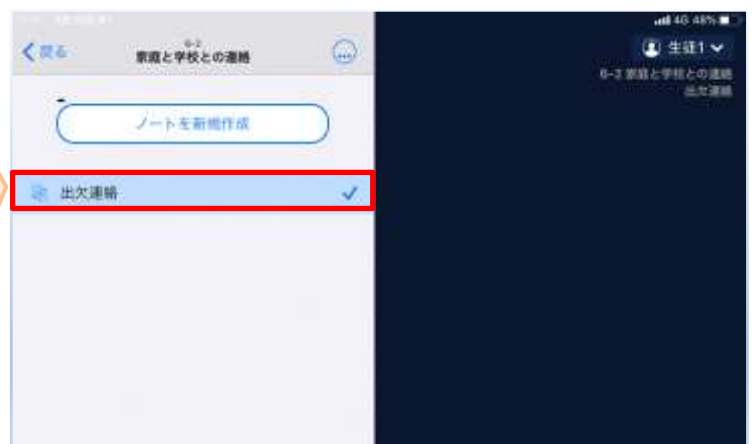 4G 48%
戻る
6-2
家庭と学校との連絡
生徒1
6-2 家庭と学校との連絡
出欠連絡
ノートを新規作成
出欠連絡